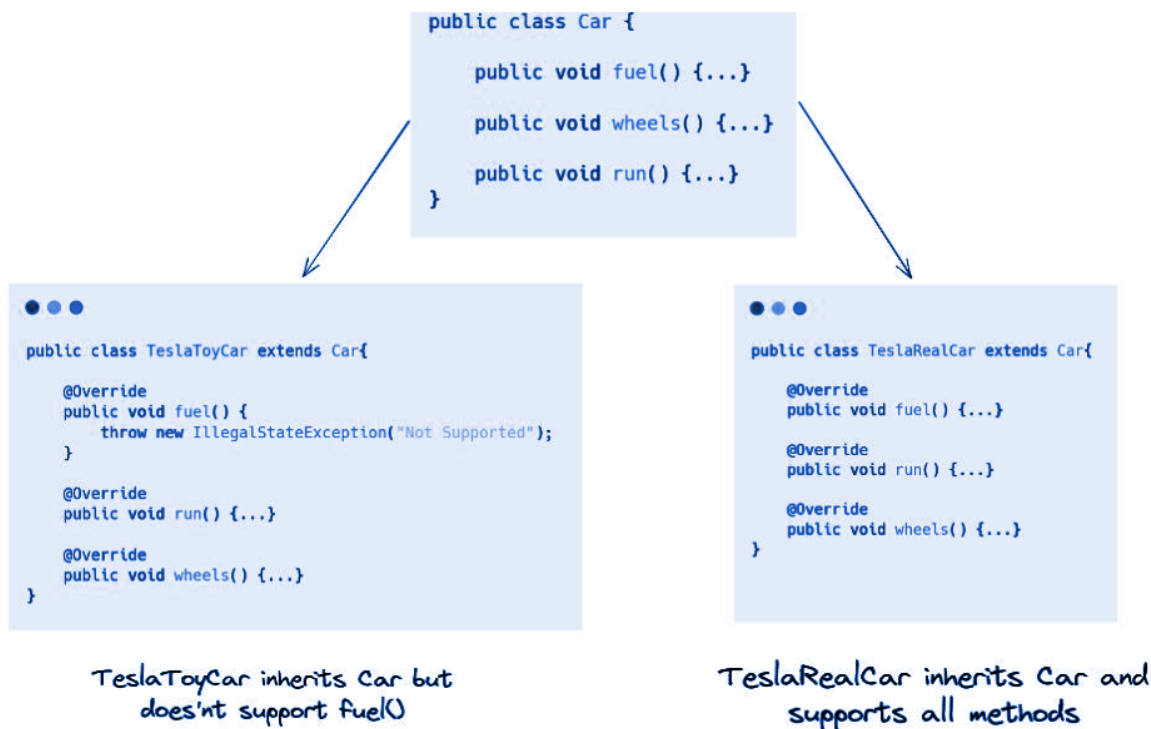 public class Car {
public void fuel() {...}
public void wheels() {...}
public void run() {...}
}
public class TeslaToyCar extends Car{
@Override
public void fuel() {
throw new IllegalStateException("Not Supported");
}
@Override
public void run() {...}
@Override
public void wheels() {...}
}
TeslaToyCar inherits Car but
does'nt support fuel()
public class TeslaRealCar extends Car{
@Override
public void fuel() {...}
@Override
public void run() {...}
@Override
public void wheels() {...}
}
TeslaRealCar inherits Car and
supports all methods